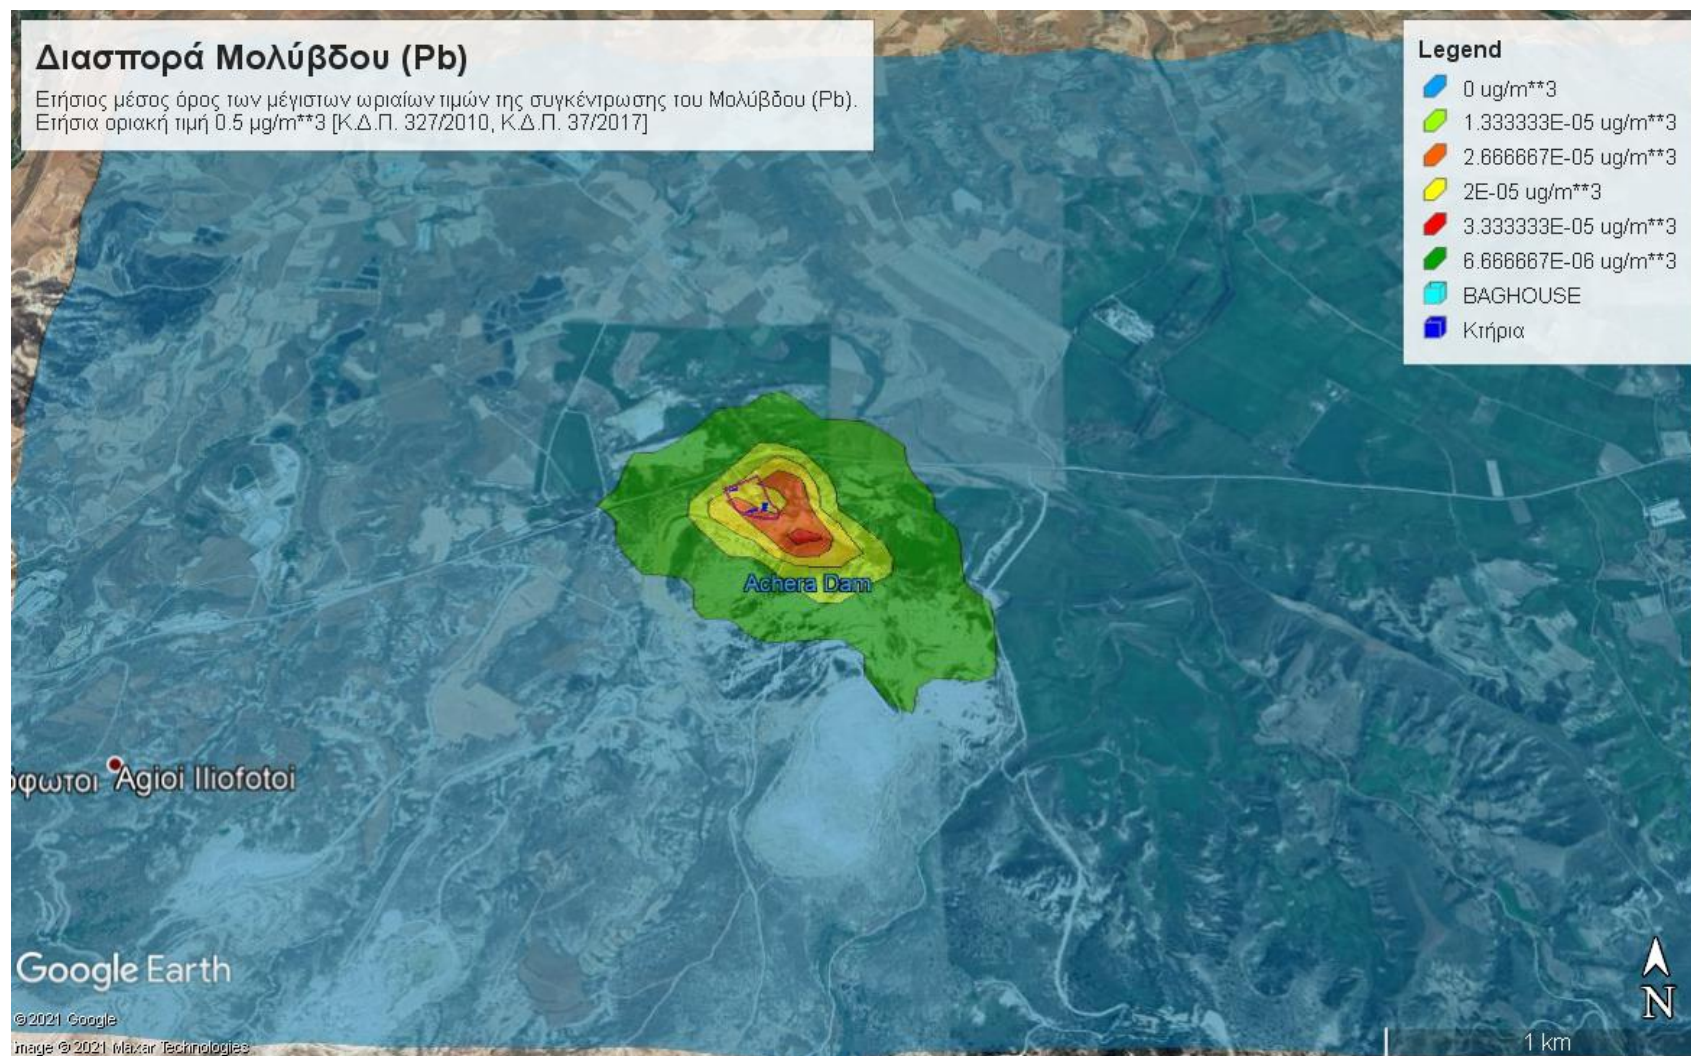 Διασπορά Μολύβδου (Pb)
Ετήσιος μέσος όρος των μέγιστων ωριαίων τιμών της συγκέντρωσης του Μολύβδου (Pb).
Ετήσια οριακή τιμή 0.5 μg/m**3 [Κ.Δ.Π. 327/2010, Κ.Δ.Π. 37/2017]
Legend
0 ug/m**3
1.333333E-05 ug/m**3
2.666667E-05 ug/m**3
2E-05 ug/m**3
3.333333E-05 ug/m**3
6.666667E-06 ug/m**3
BAGHOUSE
Κτήρια
Achera Dam
όφωτοι Agioi Iliofotoi
Google Earth
N
© 2021 Google
Image © 2021 Maxar Technologies
1 km